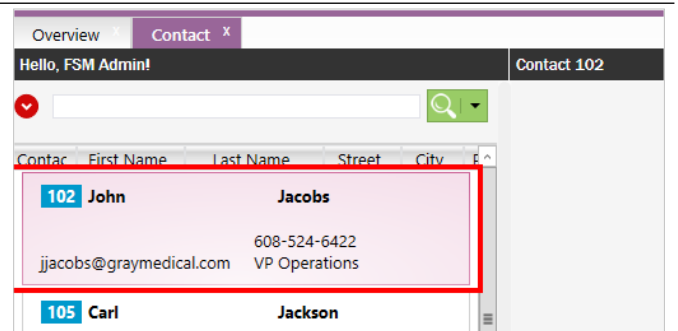 Overview x Contact x
Hello, FSM Admin! Contact 102
Contac First Name Last Name Street City
102 John Jacobs
608-524-6422
jjacobs@graymedical.com VP Operations
105 Carl Jackson